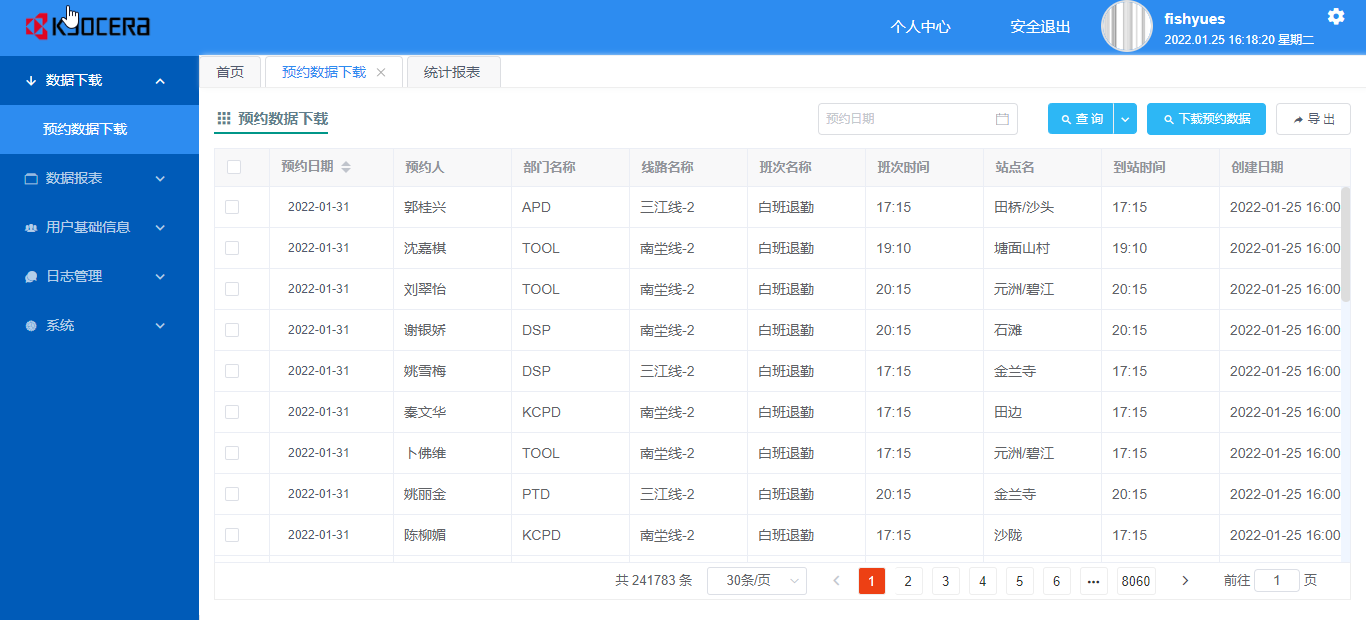 KYOCERA
个人中心 安全退出 fishyues
2022.01.25 16:18:20 星期二
数据下载
预约数据下载
数据报表
用户基础信息
日志管理
系统
首页 预约数据下载 统计报表
预约数据下载 预约日期 查询 下载预约数据 导出
预约日期 预约人 部门名称 线路名称 班次名称 班次时间 站点名 到站时间 创建日期
2022-01-31 郭桂兴 APD 三江线-2 白班退勤 17:15 田桥/沙头 17:15 2022-01-25 16:00
2022-01-31 沈嘉棋 TOOL 南坣线-2 白班退勤 19:10 塘面山村 19:10 2022-01-25 16:00
2022-01-31 刘翠怡 TOOL 南坣线-2 白班退勤 20:15 元洲/碧江 20:15 2022-01-25 16:00
2022-01-31 谢银娇 DSP 南坣线-2 白班退勤 20:15 石滩 20:15 2022-01-25 16:00
2022-01-31 姚雪梅 DSP 三江线-2 白班退勤 17:15 金兰寺 17:15 2022-01-25 16:00
2022-01-31 秦文华 KCPD 南坣线-2 白班退勤 17:15 田边 17:15 2022-01-25 16:00
2022-01-31 卜佛维 TOOL 南坣线-2 白班退勤 17:15 元洲/碧江 17:15 2022-01-25 16:00
2022-01-31 姚丽金 PTD 三江线-2 白班退勤 20:15 金兰寺 20:15 2022-01-25 16:00
2022-01-31 陈柳媚 KCPD 南坣线-2 白班退勤 17:15 沙陇 17:15 2022-01-25 16:00
共 241783 条 30条/页 1 2 3 4 5 6 ••• 8060 前往 1 页